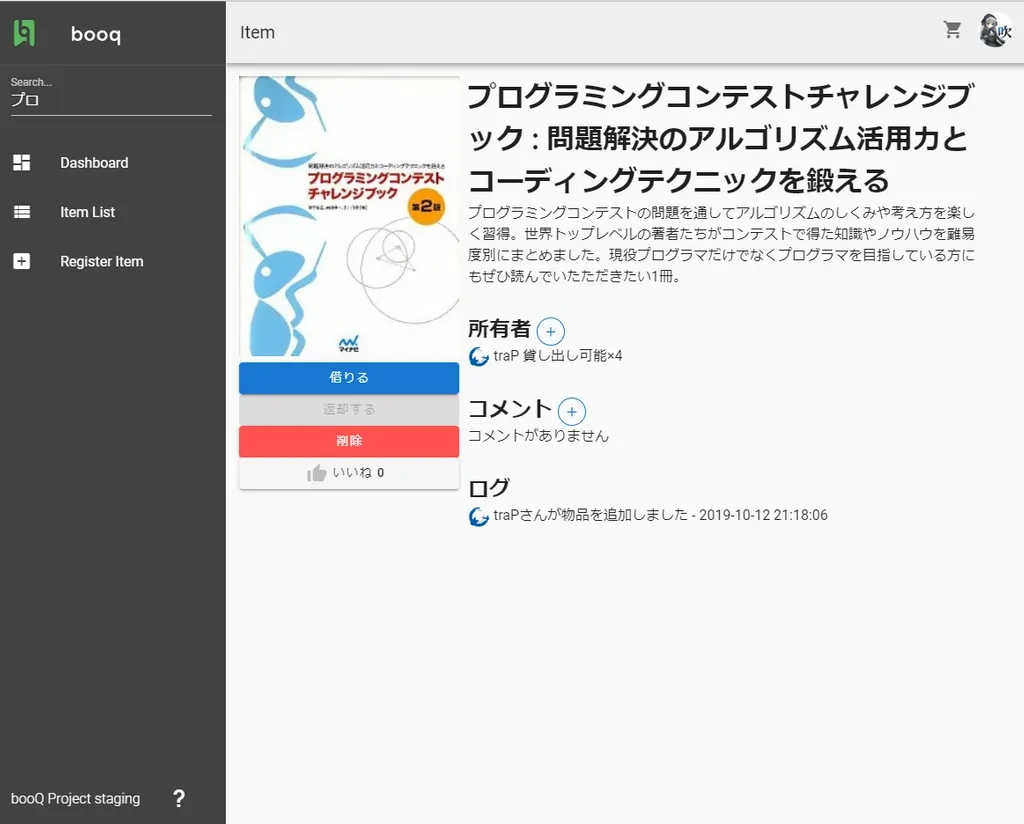 booq
Item
Search...
プロ
Dashboard
Item List
Register Item
booQ Project staging
?
吹
問題解決のアルゴリズム活用力とコーディングテクニックを鍛える
プログラミングコンテスト
チャレンジブック
第2版
マイナビ
借りる
返却する
削除
いいね 0
プログラミングコンテストチャレンジブ
ック : 問題解決のアルゴリズム活用力と
コーディングテクニックを鍛える
プログラミングコンテストの問題を通してアルゴリズムのしくみや考え方を楽し
く習得。世界トップレベルの著者たちがコンテストで得た知識やノウハウを難易
度別にまとめました。現役プログラマだけでなくプログラマを目指している方に
もぜひ読んでいたただきたい1冊。
所有者 +
traP 貸し出し可能×4
コメント +
コメントがありません
ログ
traPさんが物品を追加しました - 2019-10-12 21:18:06